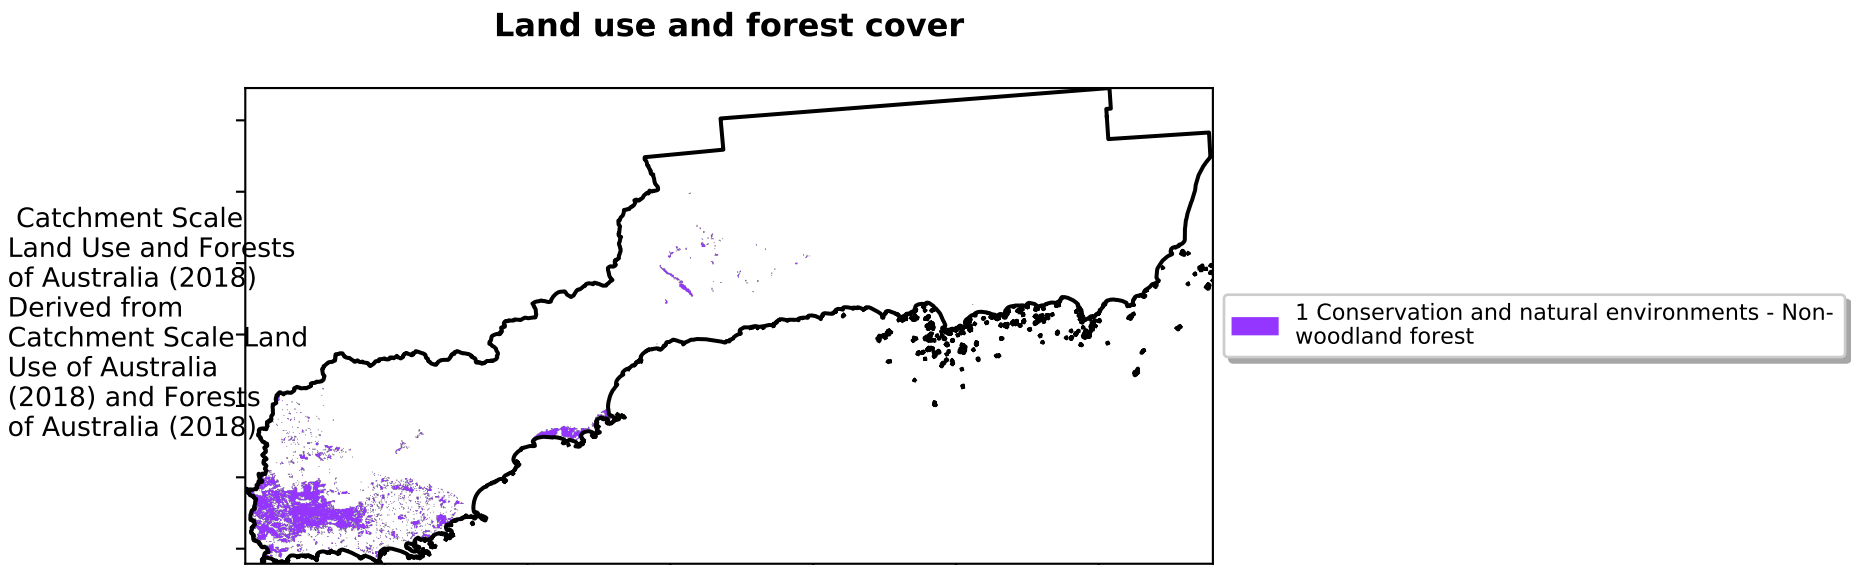 Land use and forest cover
Catchment Scale
Land Use and Forests
of Australia (2018)
Derived from
Catchment Scale Land
Use of Australia
(2018) and Forests
of Australia (2018)
1 Conservation and natural environments - Non-
woodland forest